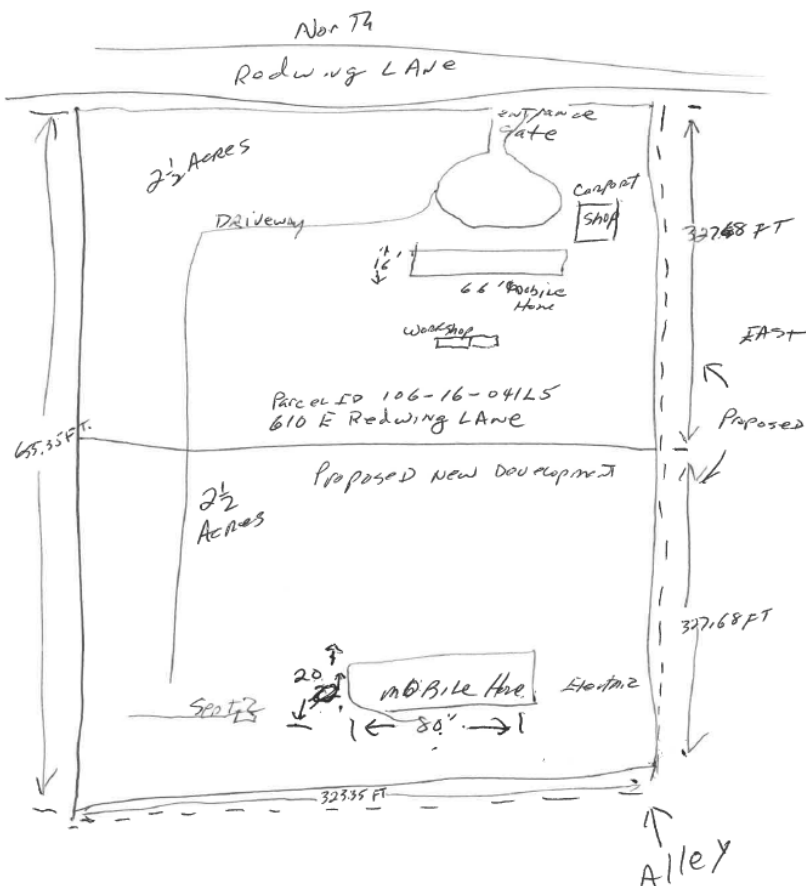 North
Redwing LANe
ENTRANCE
Gate
2½ Acres
Carport
Shop
Driveway
327.68 FT
16'
66' Mobile
Home
Workshop
EAST
Parcel ID 106-16-041L5
610 E Redwing LANe
Proposed
655.35 FT.
Proposed New Development
2½
Acres
327.68 FT
20
Mobile Home
Electric
Septic
80'
323.35 FT
Alley